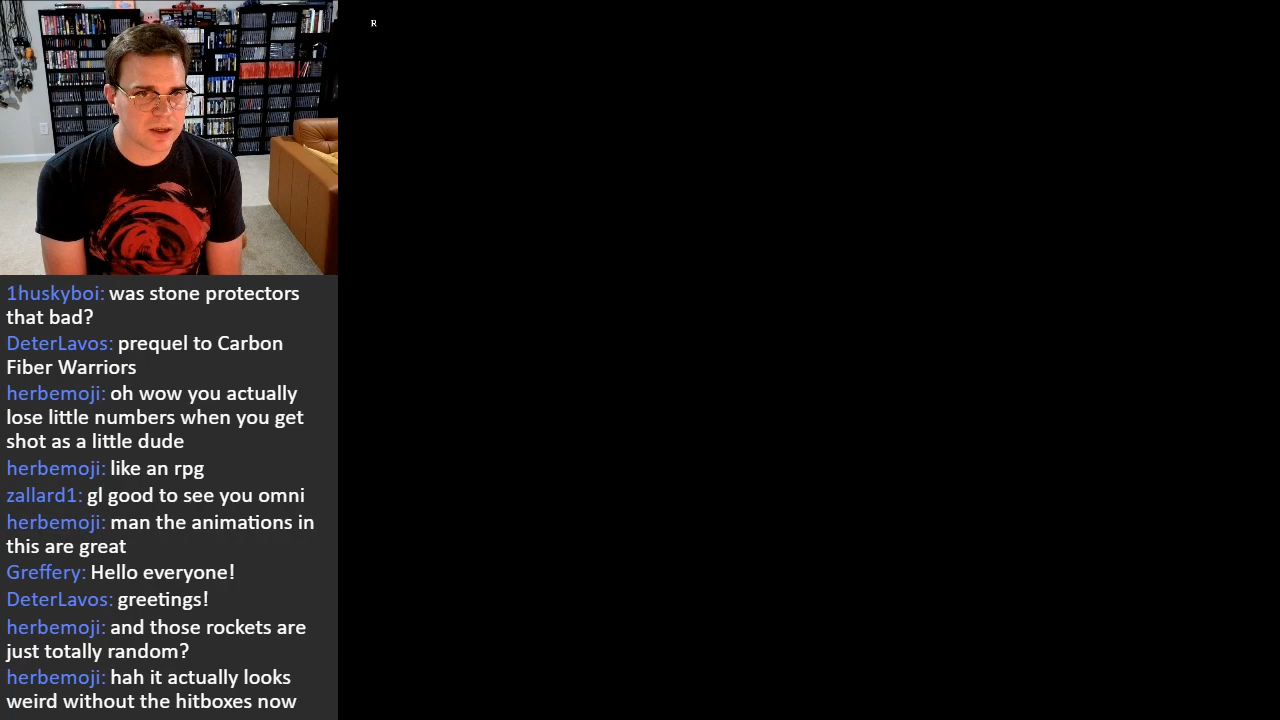 R
1huskyboi: was stone protectors
that bad?
DeterLavos: prequel to Carbon
Fiber Warriors
herbemoji: oh wow you actually
lose little numbers when you get
shot as a little dude
herbemoji: like an rpg
zallard1: gl good to see you omni
herbemoji: man the animations in
this are great
Greffery: Hello everyone!
DeterLavos: greetings!
herbemoji: and those rockets are
just totally random?
herbemoji: hah it actually looks
weird without the hitboxes now